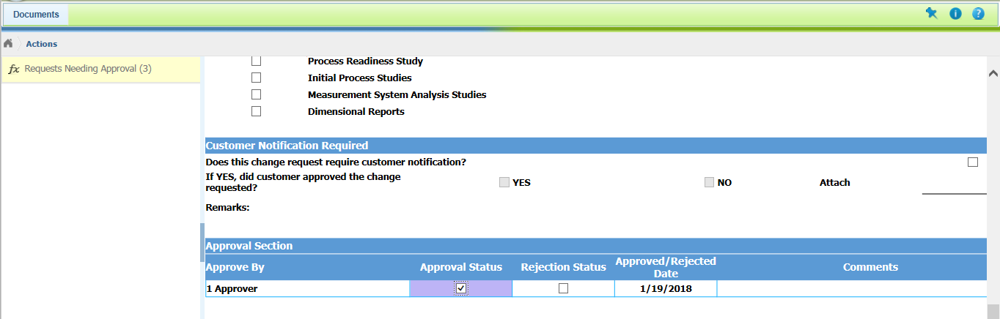 Documents
Actions
fx Requests Needing Approval (3)
Process Readiness Study
Initial Process Studies
Measurement System Analysis Studies
Dimensional Reports
Customer Notification Required
Does this change request require customer notification?
If YES, did customer approved the change
requested?
YES
NO
Attach
Remarks:
Approval Section
Approve By
Approval Status
Rejection Status
Approved/Rejected
Date
Comments
1 Approver
1/19/2018